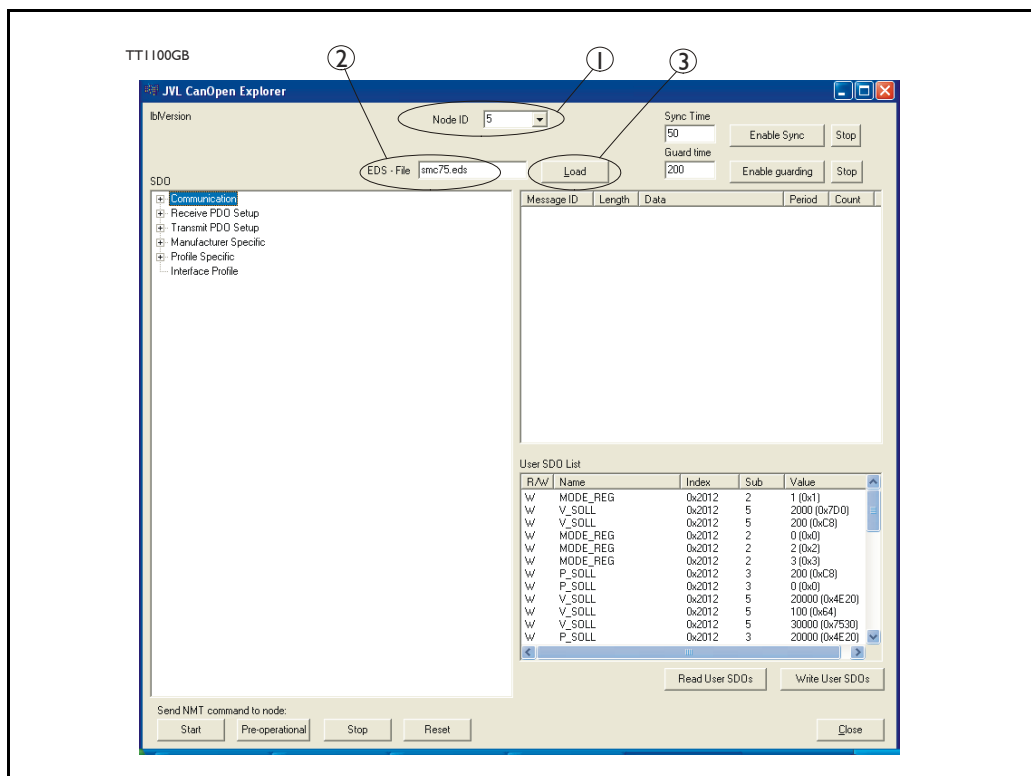 TT1100GB
2 1 3
JVL CanOpen Explorer
lblVersion
Node ID 5
Sync Time
50 Enable Sync Stop
Guard time
EDS - File smc75.eds Load 200 Enable guarding Stop
SDO
Communication
Receive PDO Setup
Transmit PDO Setup
Manufacturer Specific
Profile Specific
Interface Profile
Message ID Length Data Period Count
User SDO List
R/W Name Index Sub Value
W MODE_REG 0x2012 2 1 (0x1)
W V_SOLL 0x2012 5 2000 (0x7D0)
W V_SOLL 0x2012 5 200 (0xC8)
W MODE_REG 0x2012 2 0 (0x0)
W MODE_REG 0x2012 2 2 (0x2)
W MODE_REG 0x2012 2 3 (0x3)
W P_SOLL 0x2012 3 200 (0xC8)
W P_SOLL 0x2012 3 0 (0x0)
W V_SOLL 0x2012 5 20000 (0x4E20)
W V_SOLL 0x2012 5 100 (0x64)
W V_SOLL 0x2012 5 30000 (0x7530)
W P_SOLL 0x2012 3 20000 (0x4E20)
Read User SDOs Write User SDOs
Send NMT command to node:
Start Pre-operational Stop Reset Close